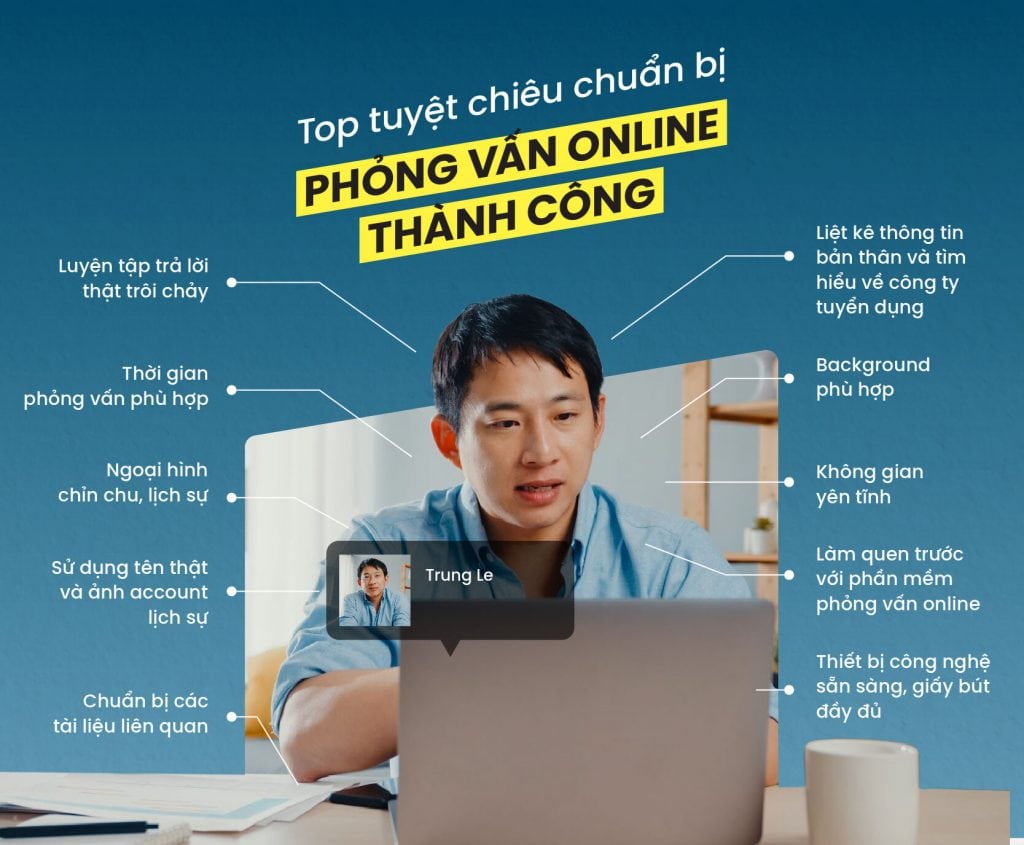 Top tuyệt chiêu chuẩn bị
PHỎNG VẤN ONLINE
THÀNH CÔNG
Luyện tập trả lời
thật trôi chảy
Thời gian
phỏng vấn phù hợp
Ngoại hình
chỉn chu, lịch sự
Sử dụng tên thật
và ảnh account
lịch sự
Chuẩn bị các
tài liệu liên quan
Liệt kê thông tin
bản thân và tìm
hiểu về công ty
tuyển dụng
Background
phù hợp
Không gian
yên tĩnh
Làm quen trước
với phần mềm
phỏng vấn online
Thiết bị công nghệ
sẵn sàng, giấy bút
đầy đủ
Trung Le